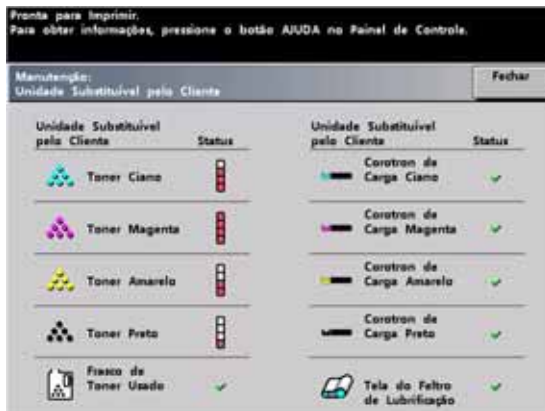 Pronta para Imprimir.
Para obter informações, pressione o botão AJUDA no Painel de Controle.
Manutenção:
Unidade Substituível pelo Cliente
Fechar
Unidade Substituível
pelo Cliente
Status
Toner Ciano
Toner Magenta
Toner Amarelo
Toner Preto
Frasco de
Toner Usado
Unidade Substituível
pelo Cliente
Status
Corotron de
Carga Ciano
Corotron de
Carga Magenta
Corotron de
Carga Amarelo
Corotron de
Carga Preto
Tela do Feltro
de Lubrificação